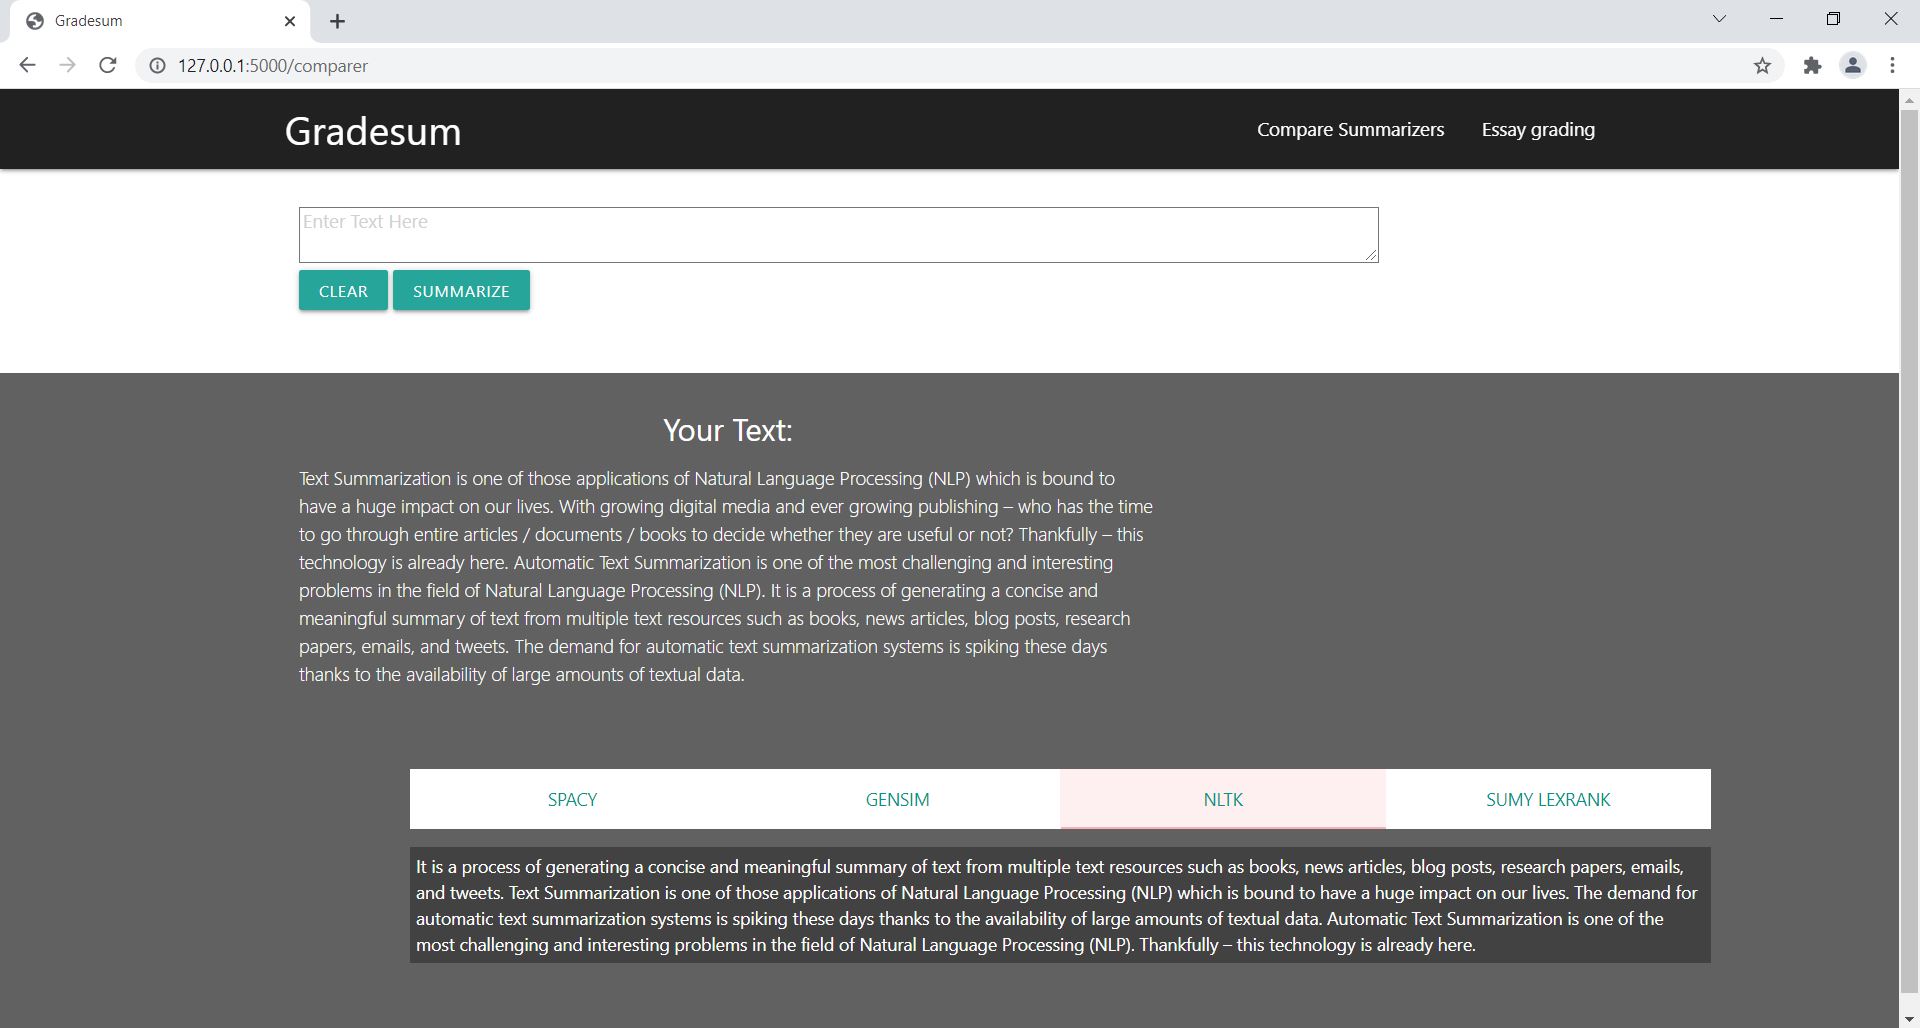 Gradesum
127.0.0.1:5000/comparer
Gradesum
Compare Summarizers
Essay grading
Enter Text Here
CLEAR
SUMMARIZE
Your Text:
Text Summarization is one of those applications of Natural Language Processing (NLP) which is bound to
have a huge impact on our lives. With growing digital media and ever growing publishing – who has the time
to go through entire articles / documents / books to decide whether they are useful or not? Thankfully – this
technology is already here. Automatic Text Summarization is one of the most challenging and interesting
problems in the field of Natural Language Processing (NLP). It is a process of generating a concise and
meaningful summary of text from multiple text resources such as books, news articles, blog posts, research
papers, emails, and tweets. The demand for automatic text summarization systems is spiking these days
thanks to the availability of large amounts of textual data.
SPACY
GENSIM
NLTK
SUMY LEXRANK
It is a process of generating a concise and meaningful summary of text from multiple text resources such as books, news articles, blog posts, research papers, emails,
and tweets. Text Summarization is one of those applications of Natural Language Processing (NLP) which is bound to have a huge impact on our lives. The demand for
automatic text summarization systems is spiking these days thanks to the availability of large amounts of textual data. Automatic Text Summarization is one of the
most challenging and interesting problems in the field of Natural Language Processing (NLP). Thankfully – this technology is already here.